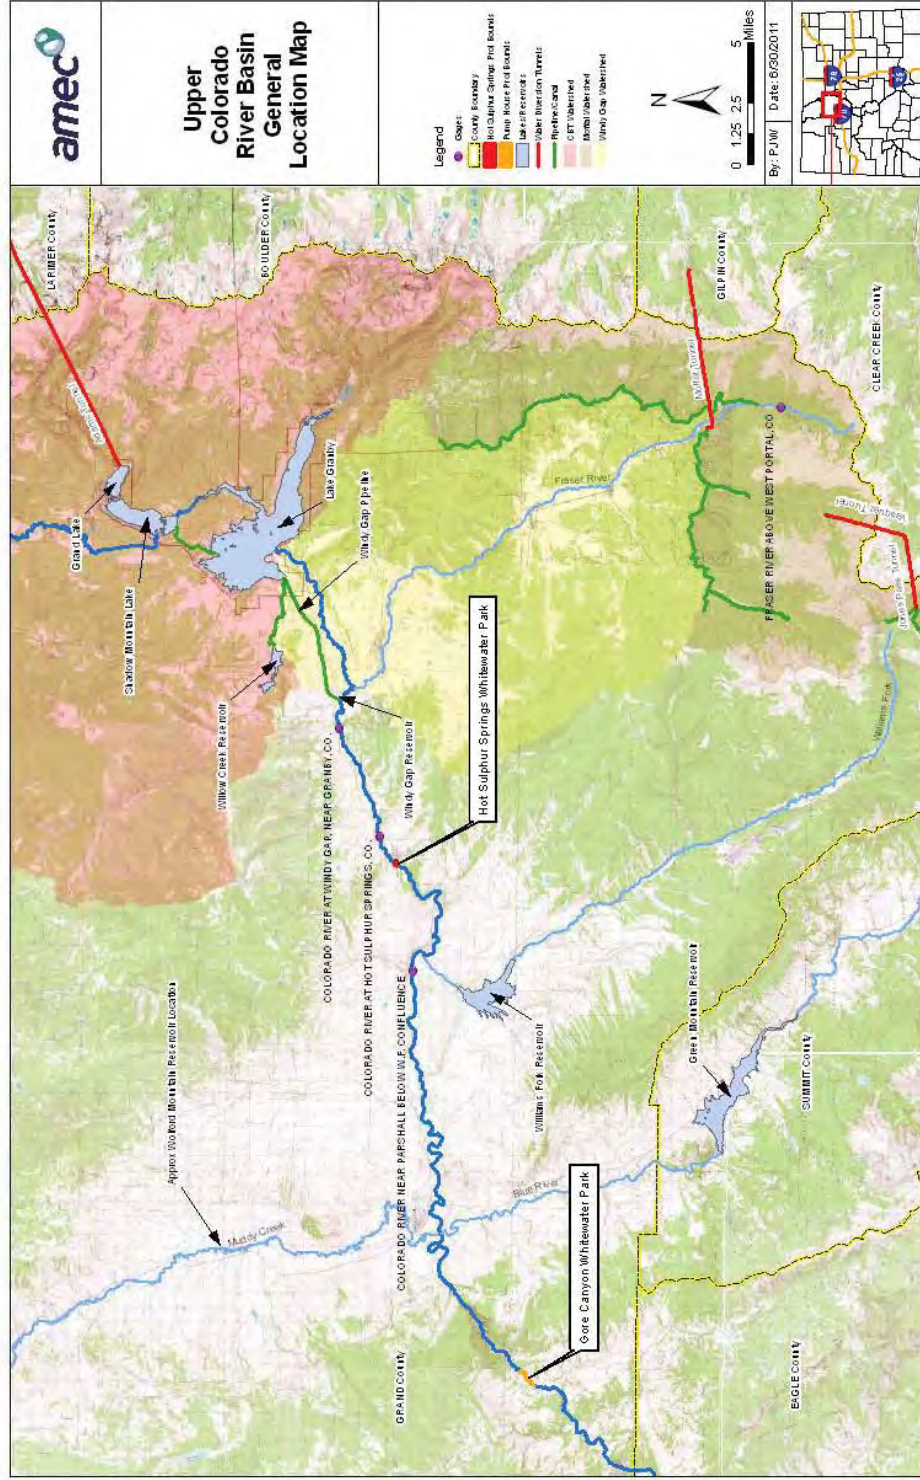 amec
Upper
Colorado
River Basin
General
Location Map
Legend
Gages
County Boundary
Hot Sulphur Springs Proj Bounds
Pump House Proj Bounds
Lakes/Reservoirs
Water Diversion Tunnels
Pipeline/Canal
CBT Watershed
Moffat Watershed
Windy Gap Watershed
N
0 1.25 2.5 5 Miles
By: PJW
Date: 6/30/2011
LARIMER County
BOULDER County
Grand Lake
Shadow Mountain Lake
Lake Granby
Willow Creek Reservoir
Windy Gap Pipeline
Windy Gap Reservoir
COLORADO RIVER AT WINDY GAP, NEAR GRANBY, CO.
COLORADO RIVER AT HOT SULPHUR SPRINGS, CO.
COLORADO RIVER NEAR PARSHALL BELOW W.F. CONFLUENCE
Approx Wolford Mountain Reservoir Location
Muddy Creek
Hot Sulphur Springs Whitewater Park
Fraser River
Moffat Tunnel
GILPIN County
FRASER RIVER ABOVE WEST PORTAL, CO
CLEAR CREEK County
Vasquez Tunnel
Jones Pass Tunnel
Williams Fork
Williams Fork Reservoir
Green Mountain Reservoir
Blue River
SUMMIT County
Gore Canyon Whitewater Park
GRAND County
EAGLE County